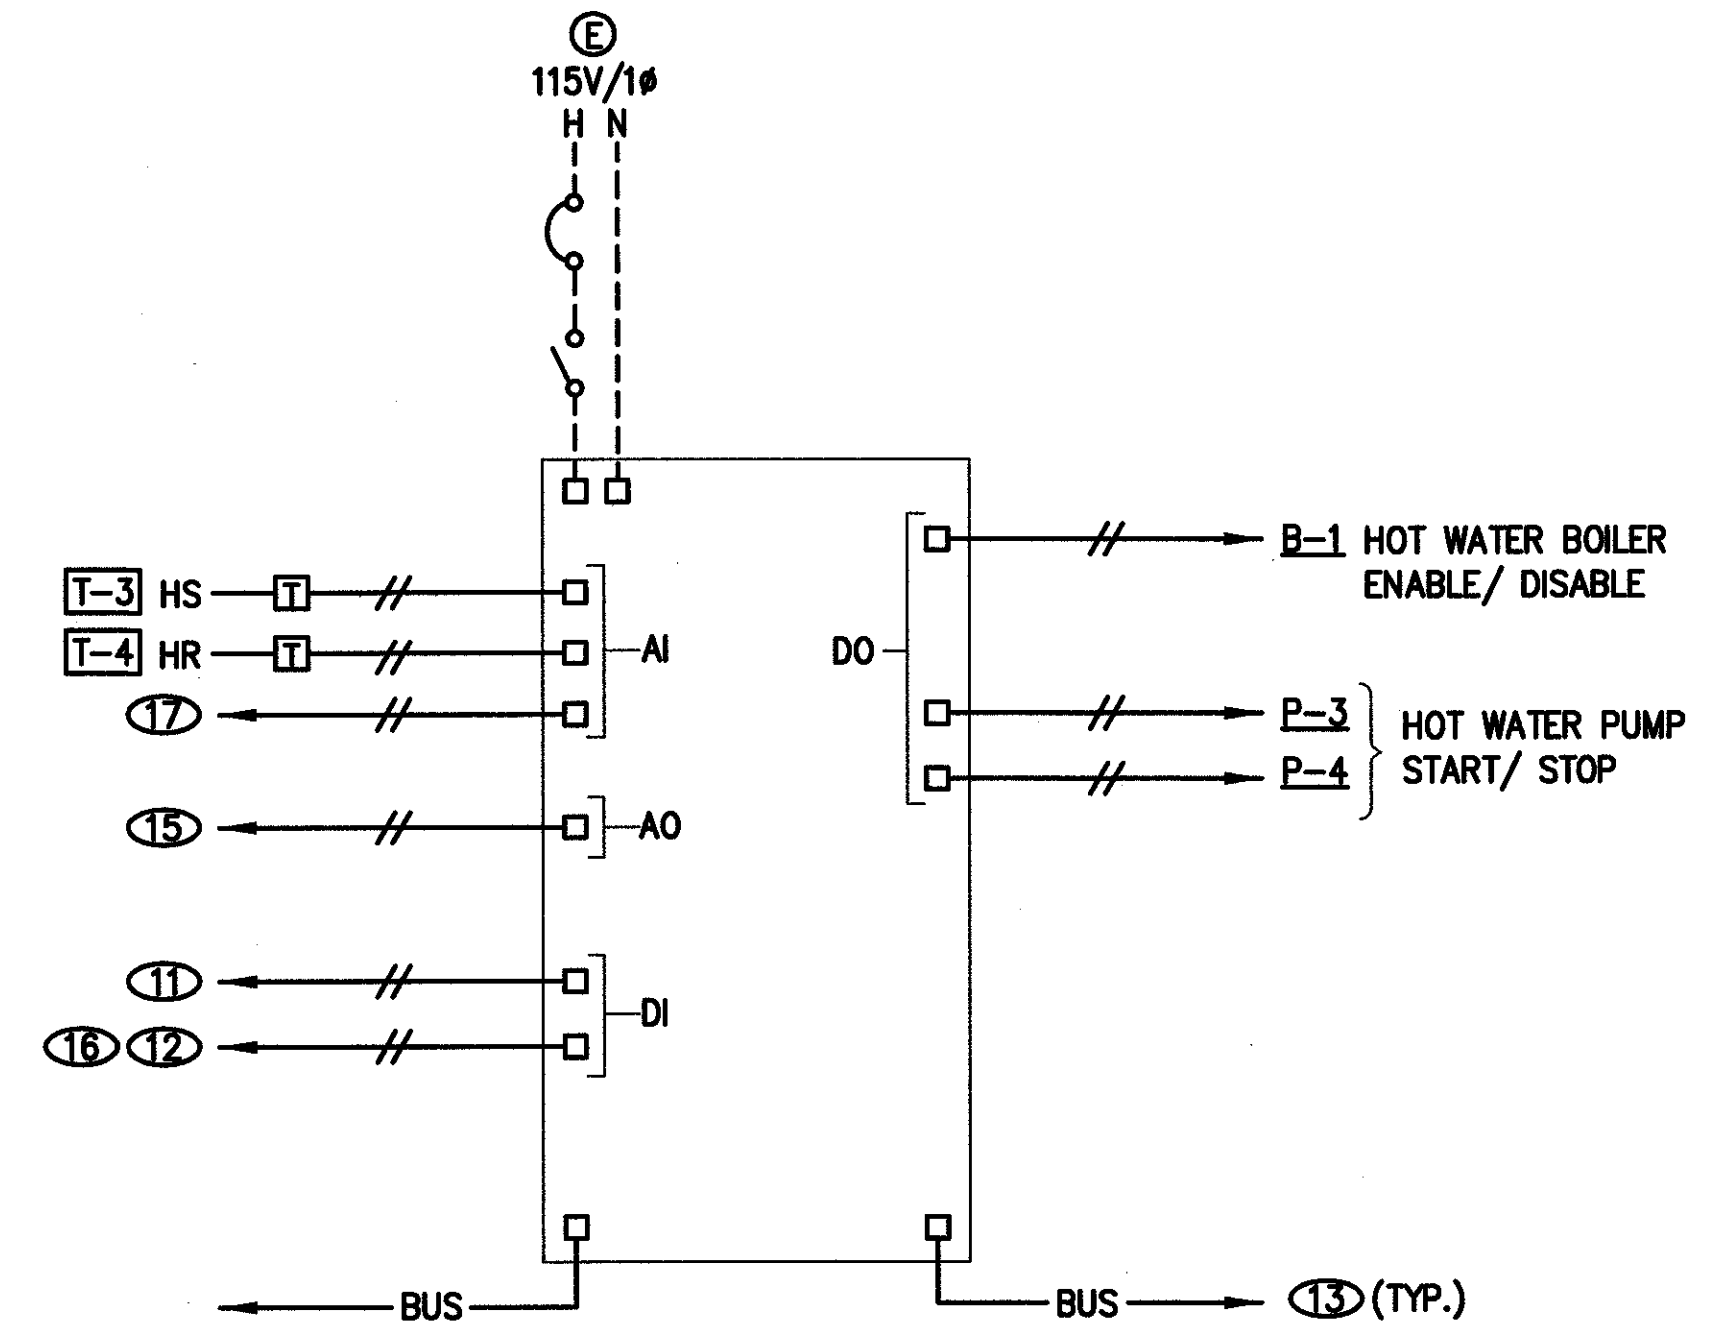 E
115V/1ø
H N
B-1 HOT WATER BOILER
ENABLE/ DISABLE
T-3 HS T
T-4 HR T
AI
DO
17
P-3
P-4
HOT WATER PUMP
START/ STOP
15
AO
11
DI
16 12
BUS
BUS
13 (TYP.)